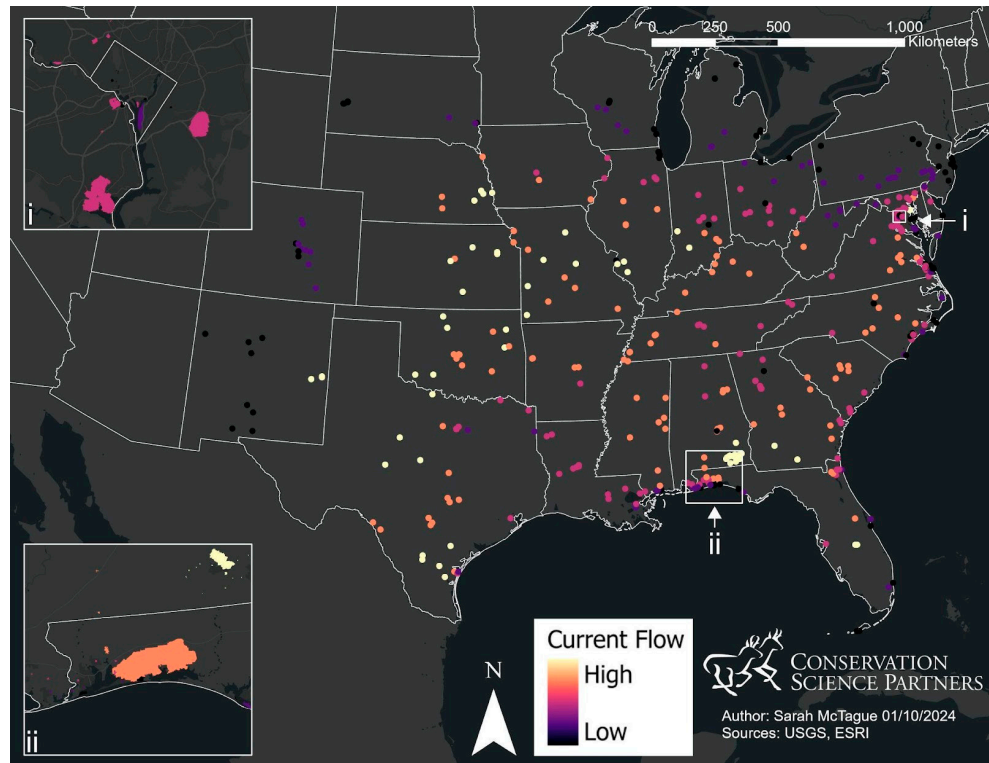 0 250 500 1,000
Kilometers
i
i
ii
ii
N
Current Flow
High
Low
CONSERVATION
SCIENCE PARTNERS
Author: Sarah McTague 01/10/2024
Sources: USGS, ESRI